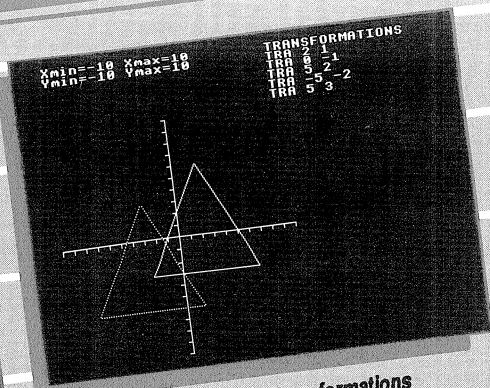 Xmin=-10 Xmax=10
Ymin=-10 Ymax=10
TRANSFORMATIONS
TRA 2 1
TRA 0 -1
TRA 5 2
TRA -5 -2
TRA 5 3